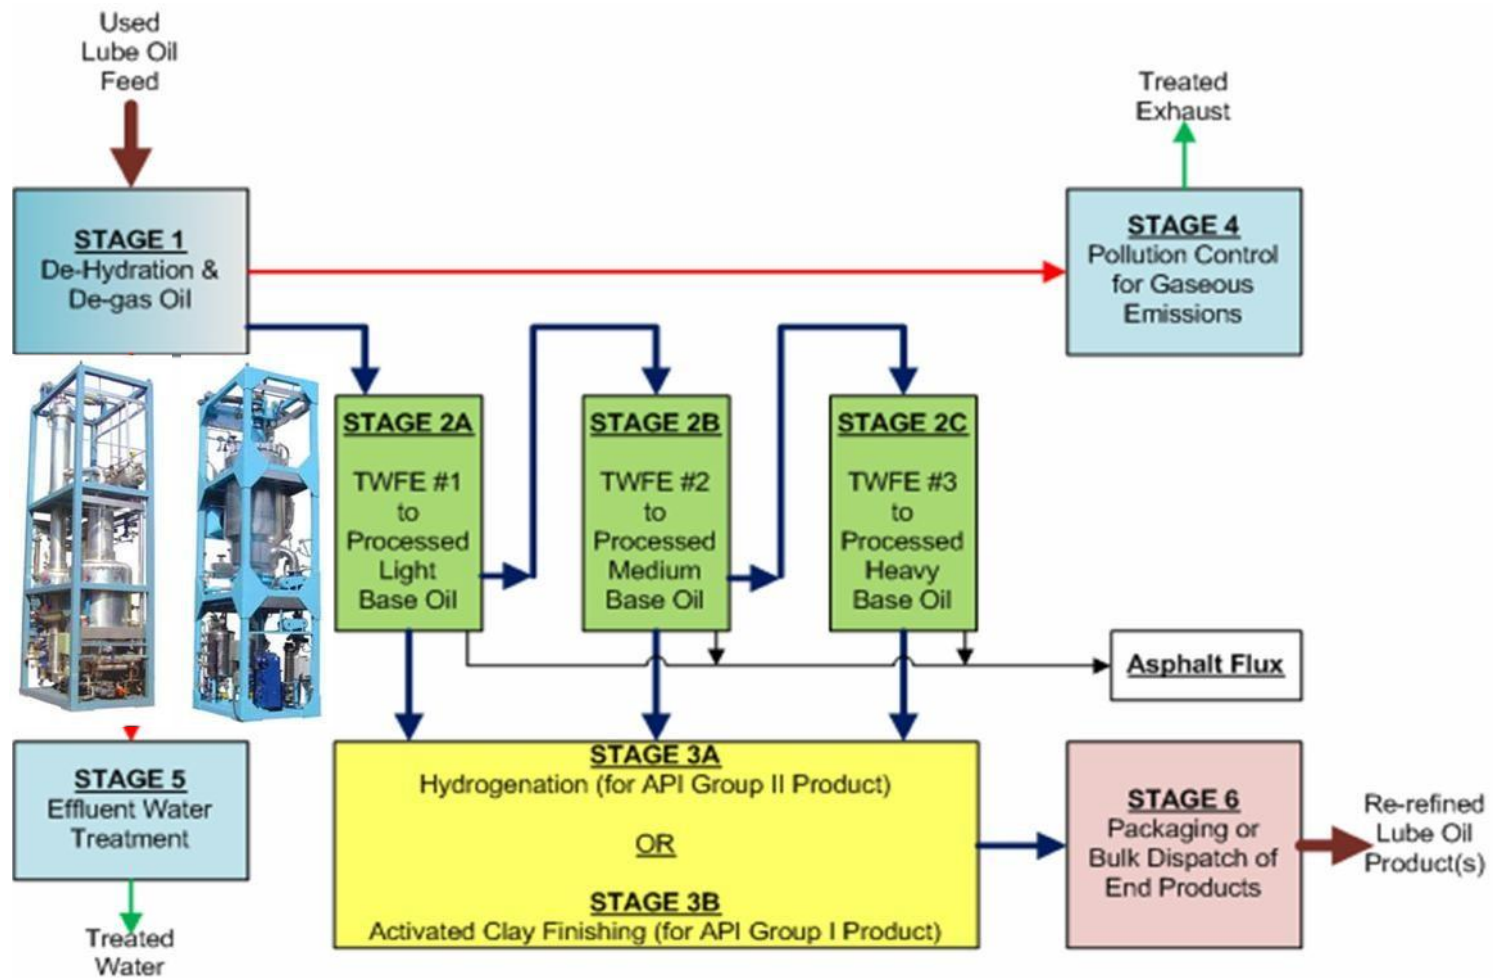 Used
Lube Oil
Feed
Treated
Exhaust
STAGE 1
De-Hydration &
De-gas Oil
STAGE 4
Pollution Control
for Gaseous
Emissions
STAGE 2A
TWFE #1
to
Processed
Light
Base Oil
STAGE 2B
TWFE #2
to
Processed
Medium
Base Oil
STAGE 2C
TWFE #3
to
Processed
Heavy
Base Oil
Asphalt Flux
STAGE 5
Effluent Water
Treatment
Treated
Water
STAGE 3A
Hydrogenation (for API Group II Product)
OR
STAGE 3B
Activated Clay Finishing (for API Group I Product)
STAGE 6
Packaging or
Bulk Dispatch of
End Products
Re-refined
Lube Oil
Product(s)